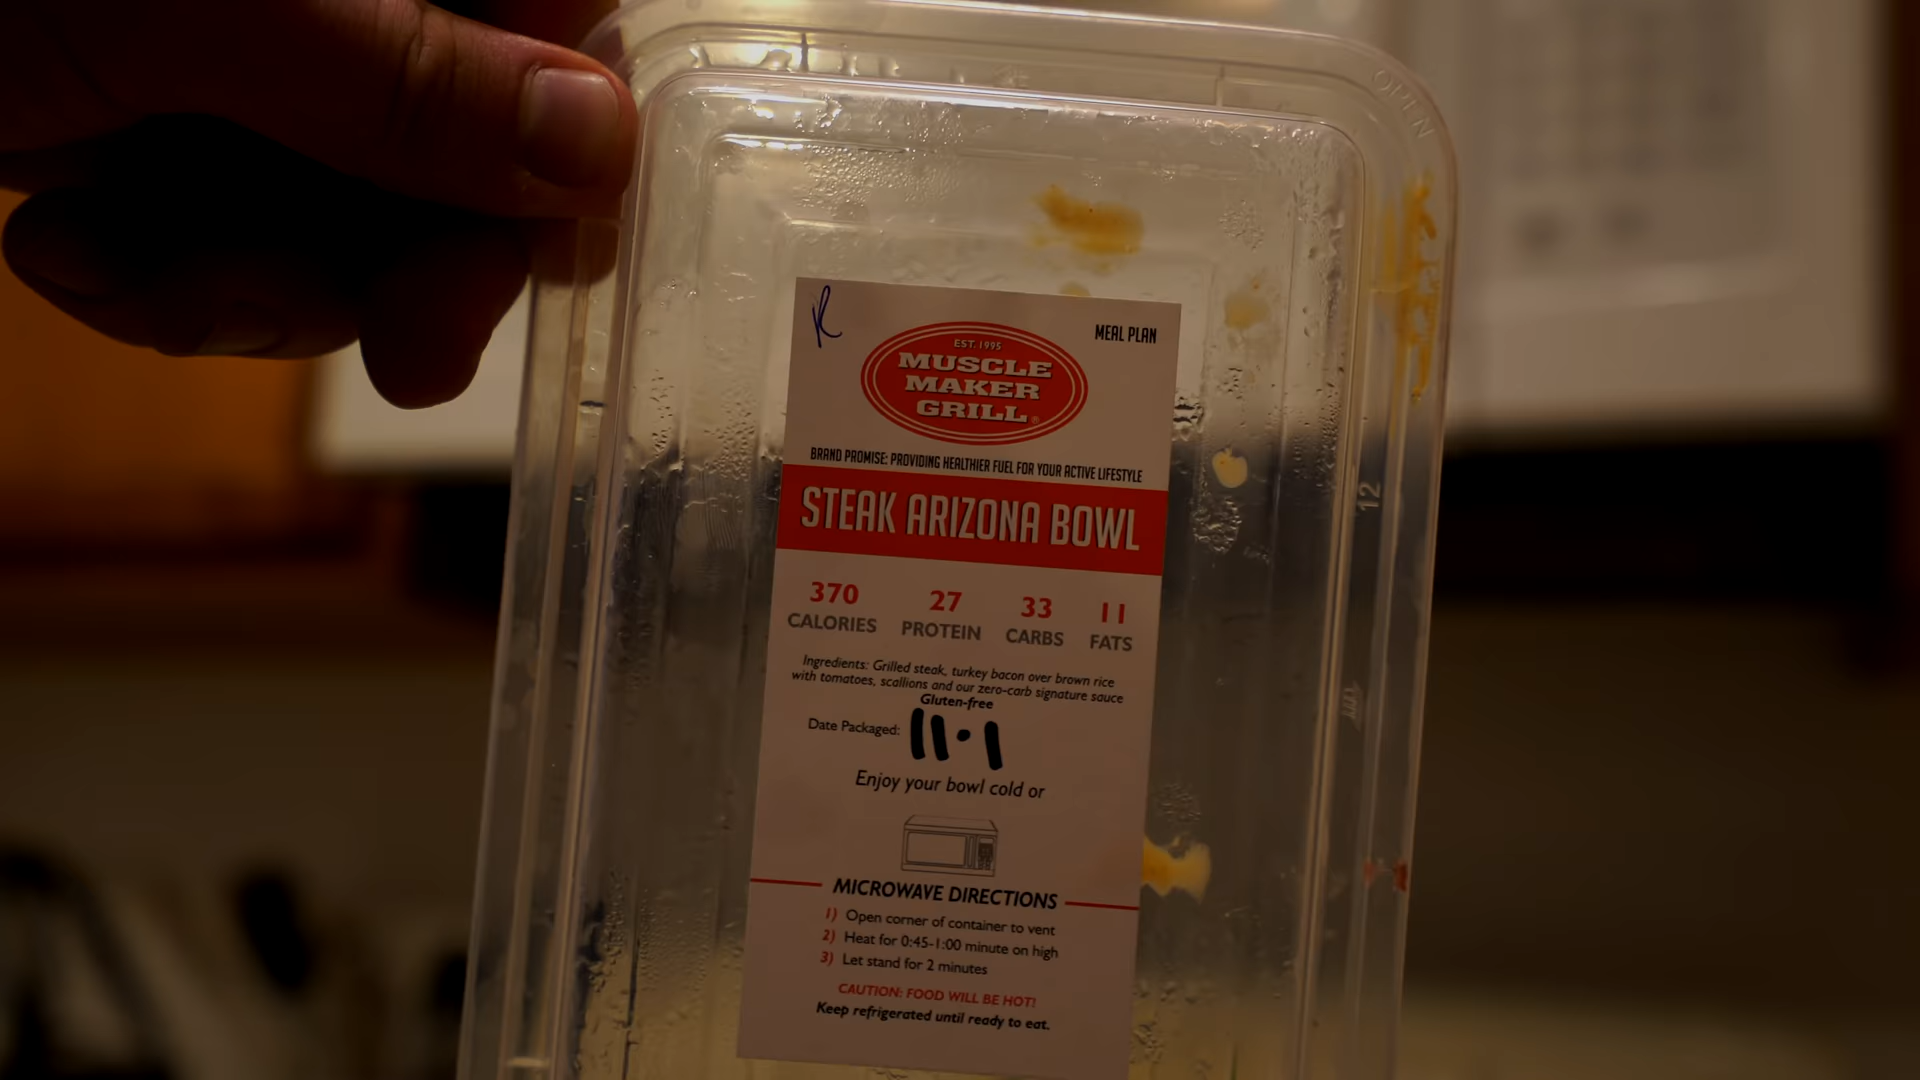 OPEN
R
MEAL PLAN
EST. 1995
MUSCLE
MAKER
GRILL®
BRAND PROMISE: PROVIDING HEALTHIER FUEL FOR YOUR ACTIVE LIFESTYLE
STEAK ARIZONA BOWL
12
370 27 33 11
CALORIES PROTEIN CARBS FATS
Ingredients: Grilled steak, turkey bacon over brown rice
with tomatoes, scallions and our zero-carb signature sauce
Gluten-free
Date Packaged: 11•1
Enjoy your bowl cold or
MICROWAVE DIRECTIONS
1) Open corner of container to vent
2) Heat for 0:45-1:00 minute on high
3) Let stand for 2 minutes
CAUTION: FOOD WILL BE HOT!
Keep refrigerated until ready to eat.